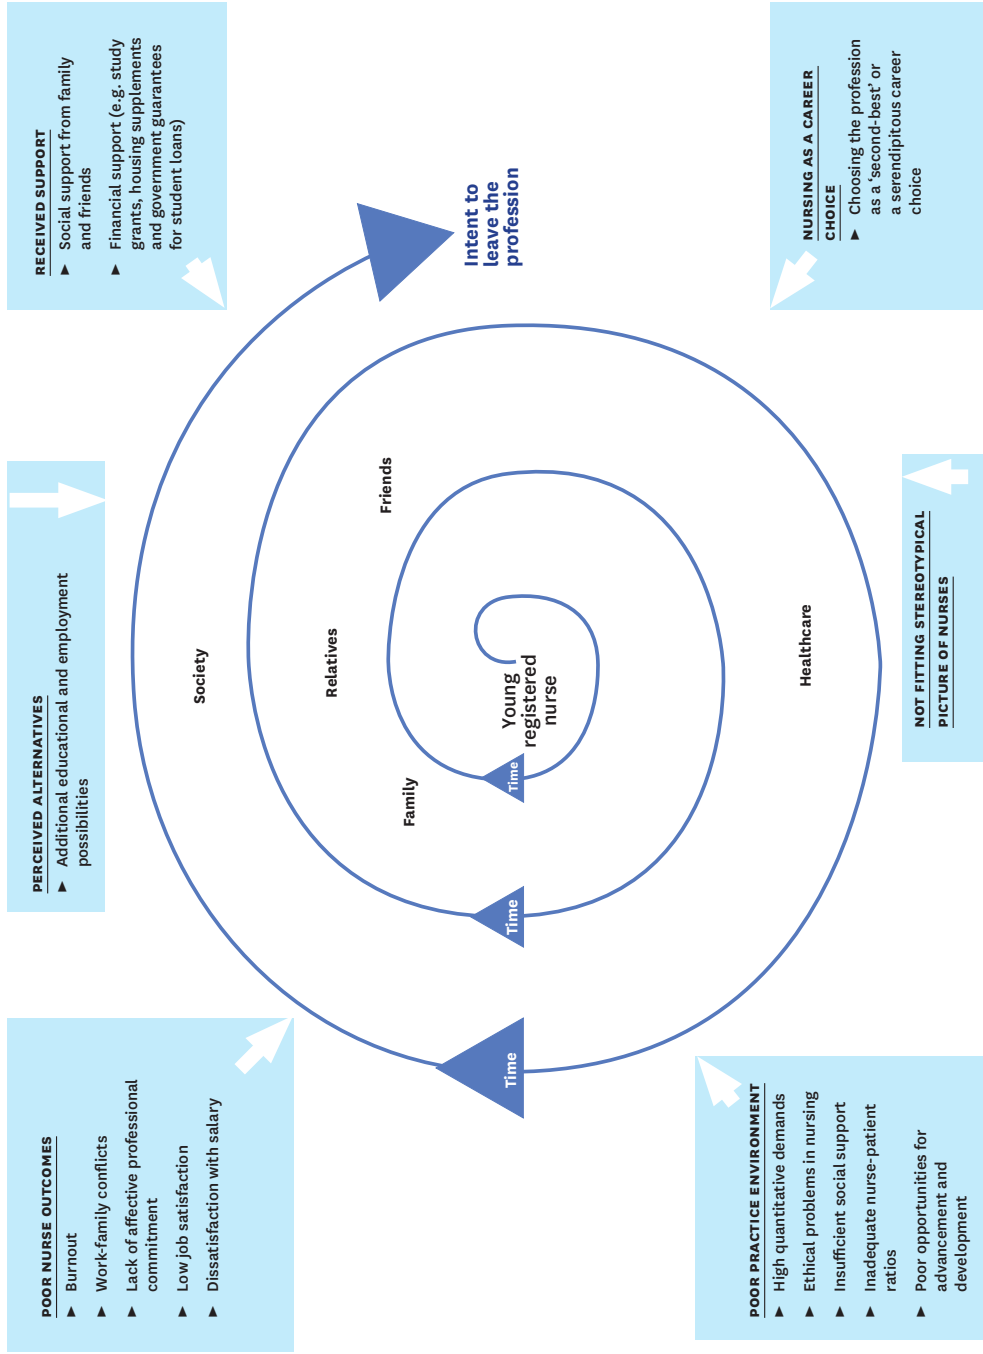 POOR NURSE OUTCOMES
► Burnout
► Work-family conflicts
► Lack of affective professional
commitment
► Low job satisfaction
► Dissatisfaction with salary
PERCEIVED ALTERNATIVES
► Additional educational and employment
possibilities
RECEIVED SUPPORT
► Social support from family
and friends
► Financial support (e.g. study
grants, housing supplements
and government guarantees
for student loans)
Society
Relatives
Family
Friends
Intent to
leave the
profession
Time
Time
Time
Young
registered
nurse
Healthcare
POOR PRACTICE ENVIRONMENT
► High quantitative demands
► Ethical problems in nursing
► Insufficient social support
► Inadequate nurse-patient
ratios
► Poor opportunities for
advancement and
development
NOT FITTING STEREOTYPICAL
PICTURE OF NURSES
NURSING AS A CAREER
CHOICE
► Choosing the profession
as a ‘second-best’ or
a serendipitous career
choice